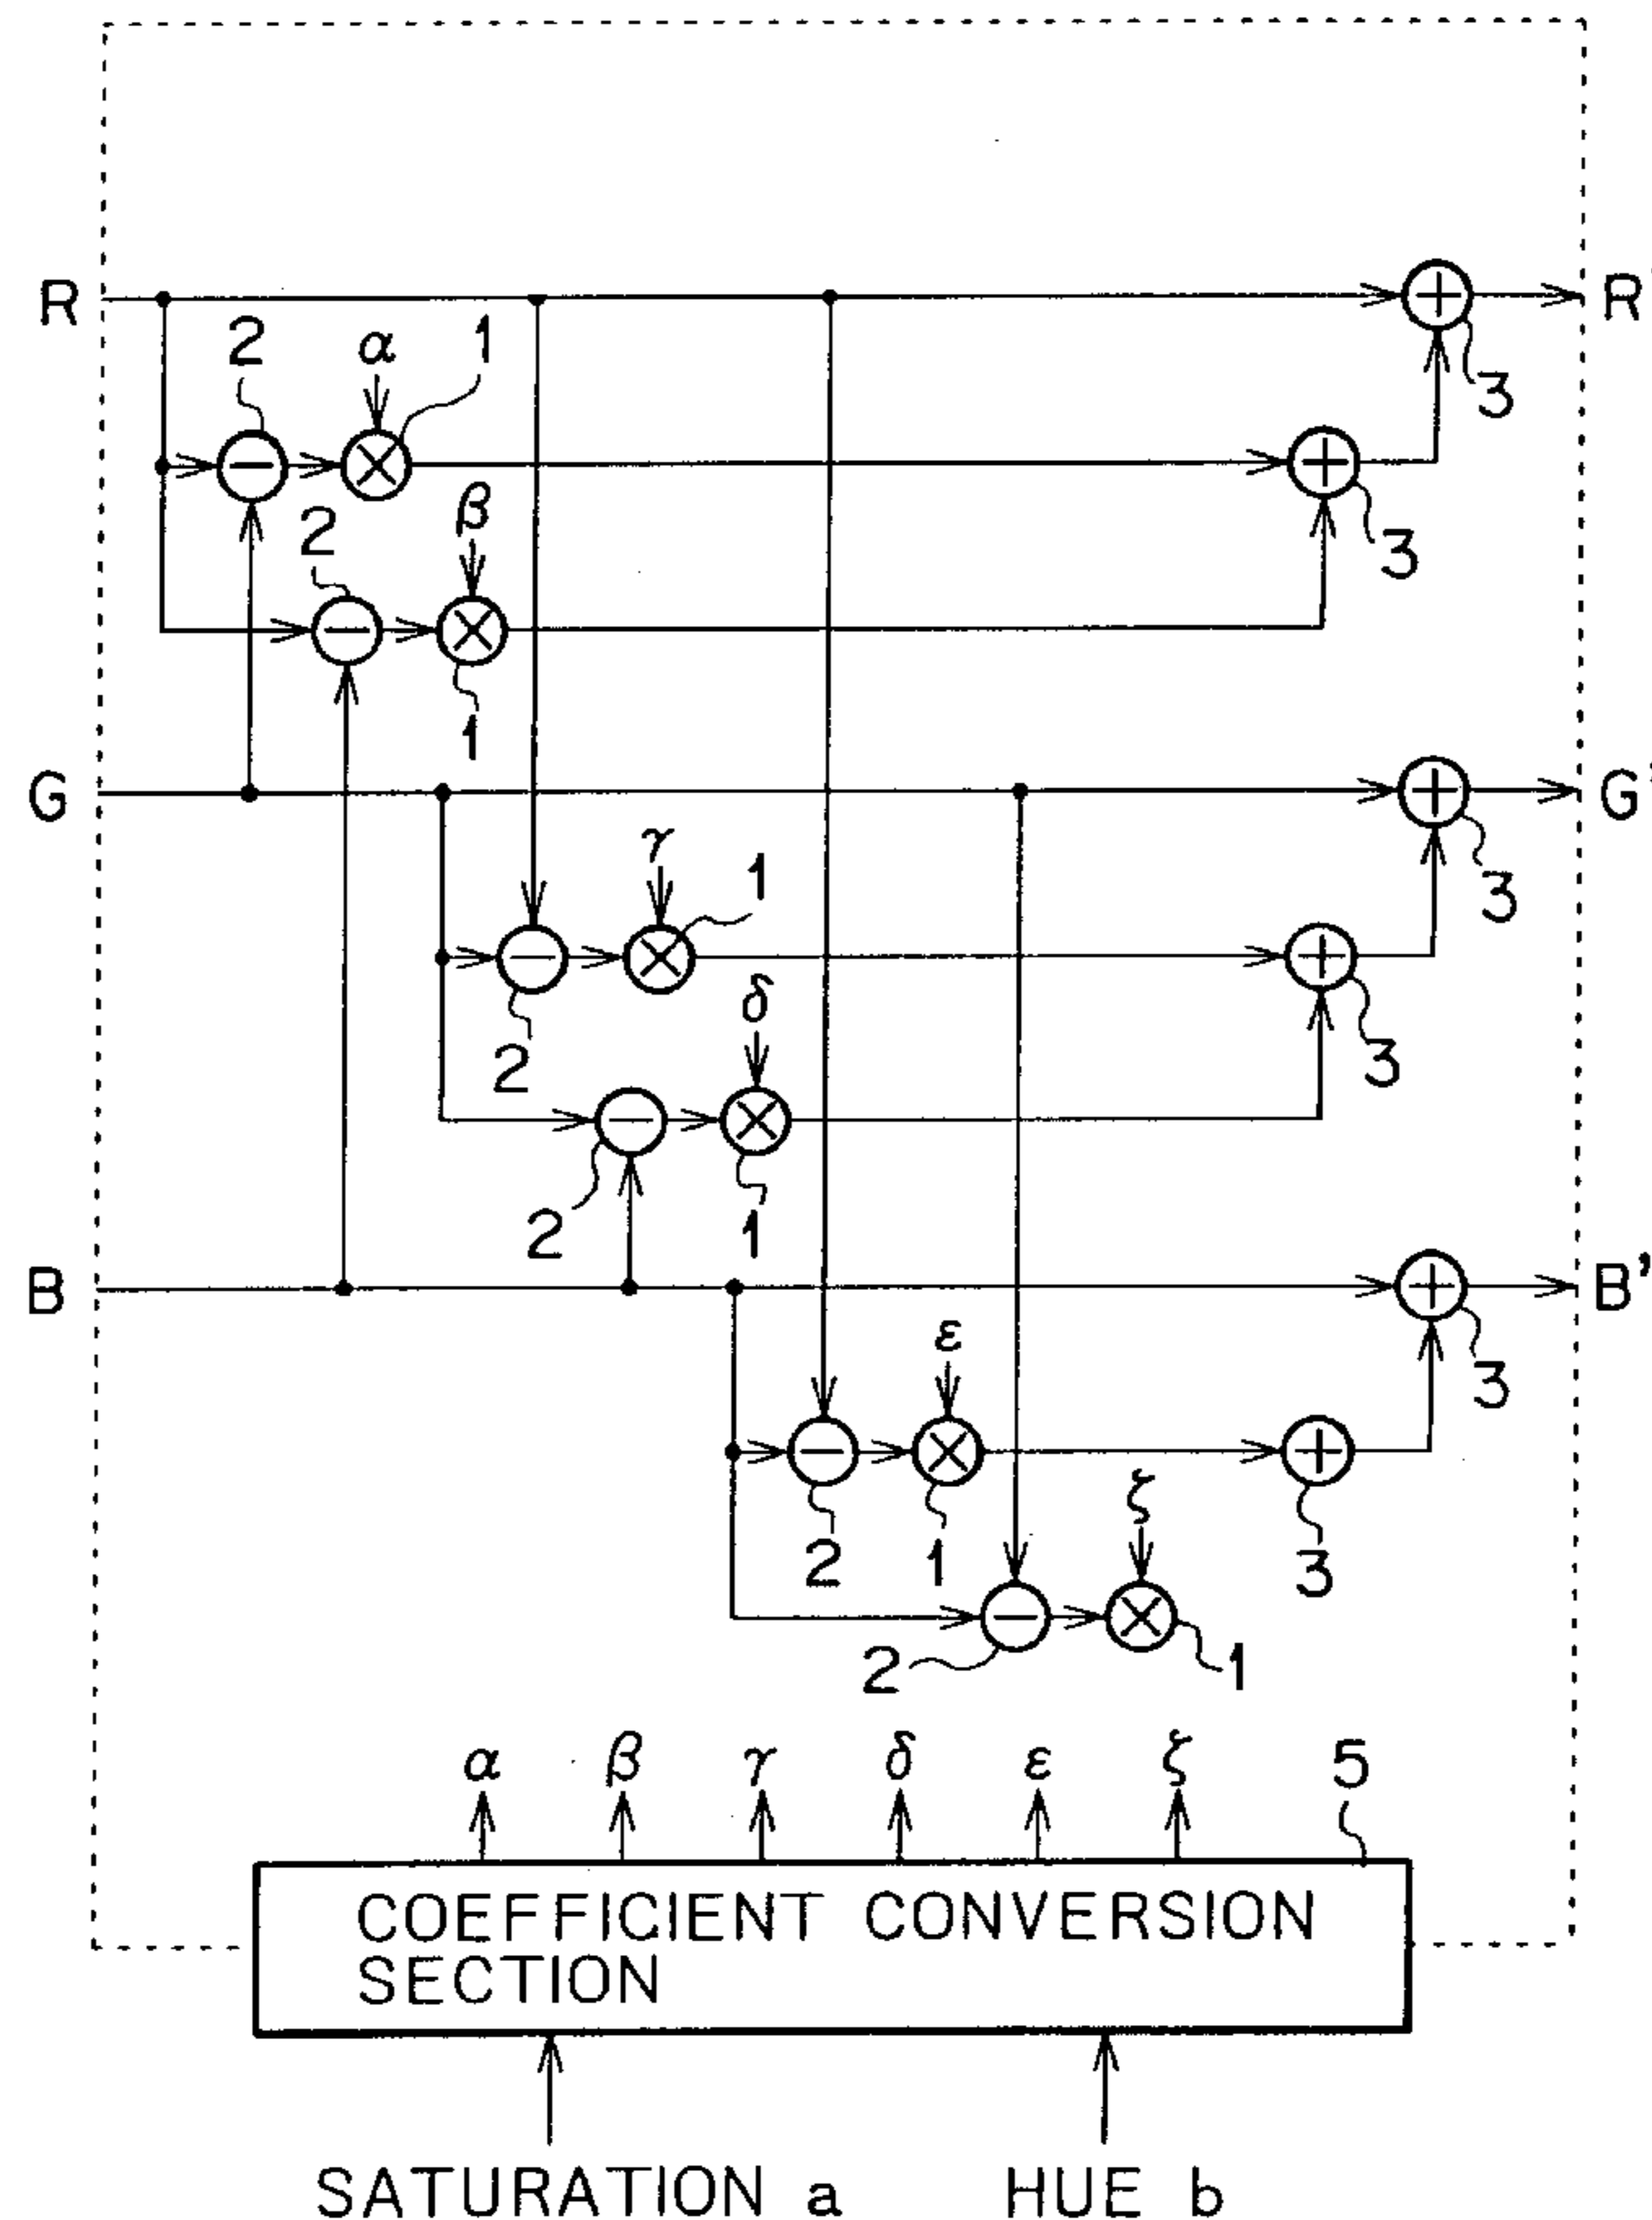 R
R'
2
α
1
3
2
β
3
1
G
G'
γ
1
3
δ
2
3
2
1
B
B'
ε
3
ζ
2
1
3
2
1
α
β
γ
δ
ε
ζ
5
COEFFICIENT CONVERSION
SECTION
SATURATION a
HUE b